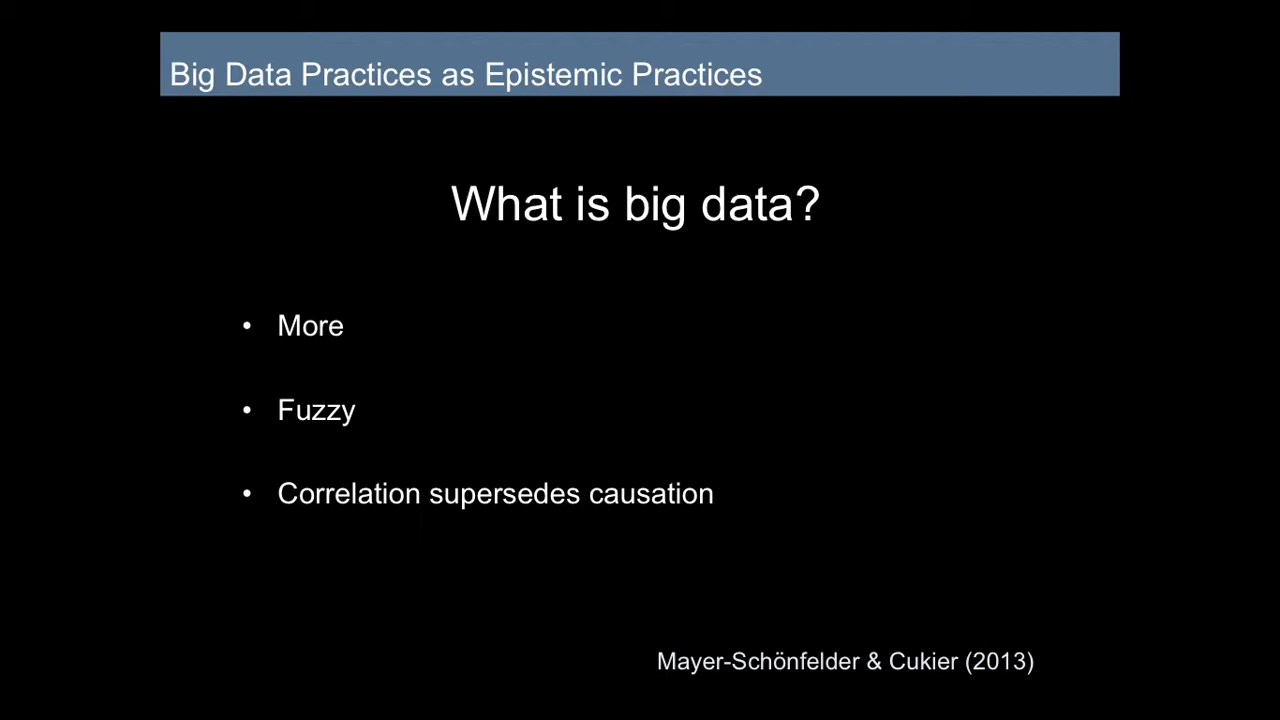 Big Data Practices as Epistemic Practices
What is big data?
• More
• Fuzzy
• Correlation supersedes causation
Mayer-Schönfelder & Cukier (2013)